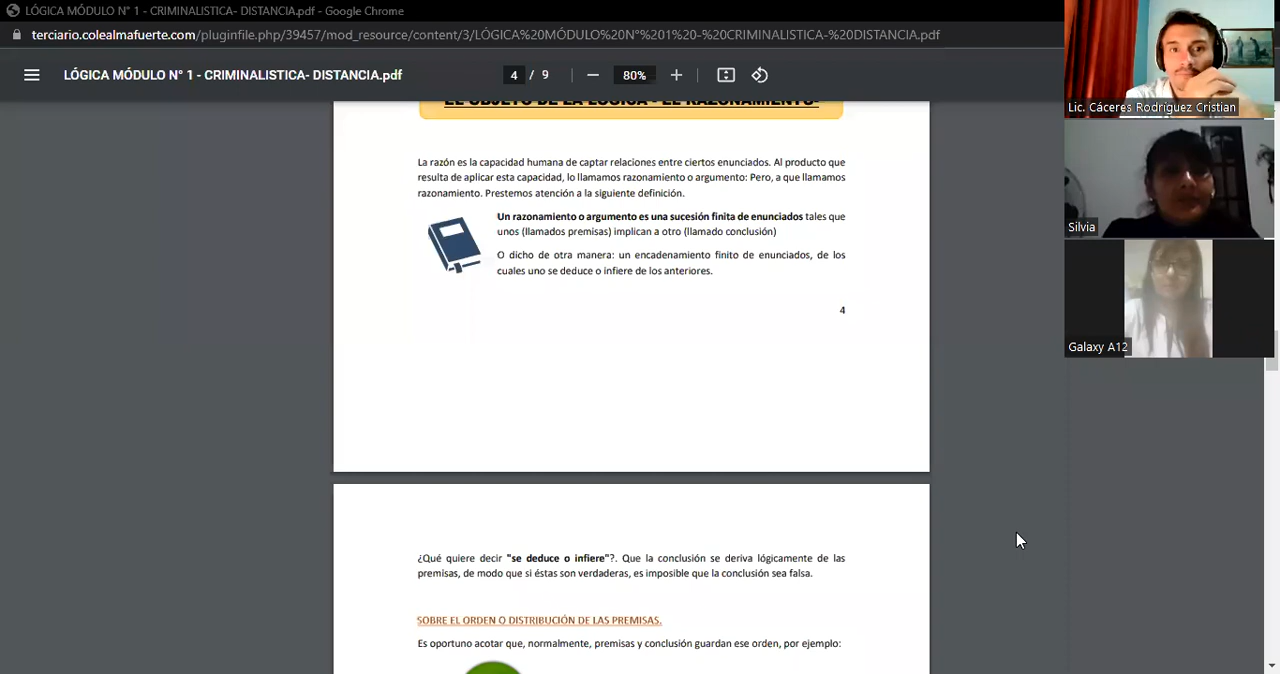 LÓGICA MÓDULO N° 1 - CRIMINALISTICA- DISTANCIA.pdf - Google Chrome
terciario.colealmafuerte.com/pluginfile.php/39457/mod_resource/content/3/LÓGICA%20MÓDULO%20N°%201%20-%20CRIMINALISTICA-%20DISTANCIA.pdf
LÓGICA MÓDULO N° 1 - CRIMINALISTICA- DISTANCIA.pdf
4 / 9
80%
EL OBJETO DE LA LÓGICA - EL RAZONAMIENTO-
La razón es la capacidad humana de captar relaciones entre ciertos enunciados. Al producto que
resulta de aplicar esta capacidad, lo llamamos razonamiento o argumento: Pero, a que llamamos
razonamiento. Prestemos atención a la siguiente definición.
Un razonamiento o argumento es una sucesión finita de enunciados tales que
unos (llamados premisas) implican a otro (llamado conclusión)
O dicho de otra manera: un encadenamiento finito de enunciados, de los
cuales uno se deduce o infiere de los anteriores.
4
¿Qué quiere decir "se deduce o infiere"?. Que la conclusión se deriva lógicamente de las
premisas, de modo que si éstas son verdaderas, es imposible que la conclusión sea falsa.
SOBRE EL ORDEN O DISTRIBUCIÓN DE LAS PREMISAS.
Es oportuno acotar que, normalmente, premisas y conclusión guardan ese orden, por ejemplo:
Lic. Cáceres Rodríguez Cristian
Silvia
Galaxy A12